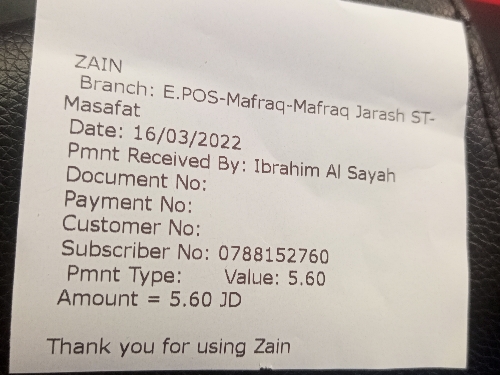 ZAIN
Branch: E.POS-Mafraq-Mafraq Jarash ST-
Masafat
Date: 16/03/2022
Pmnt Received By: Ibrahim Al Sayah
Document No:
Payment No:
Customer No:
Subscriber No: 0788152760
Pmnt Type: Value: 5.60
Amount = 5.60 JD
Thank you for using Zain